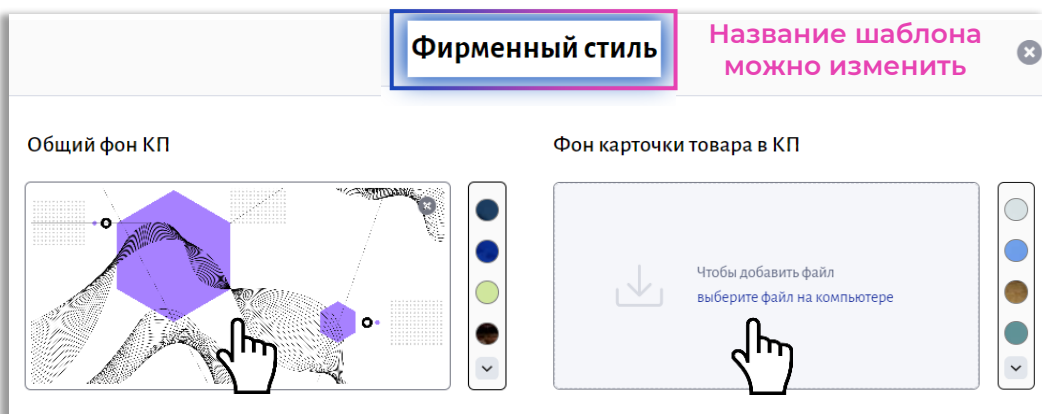 Фирменный стиль
Название шаблона
можно изменить
Общий фон КП
Фон карточки товара в КП
Чтобы добавить файл
выберите файл на компьютере